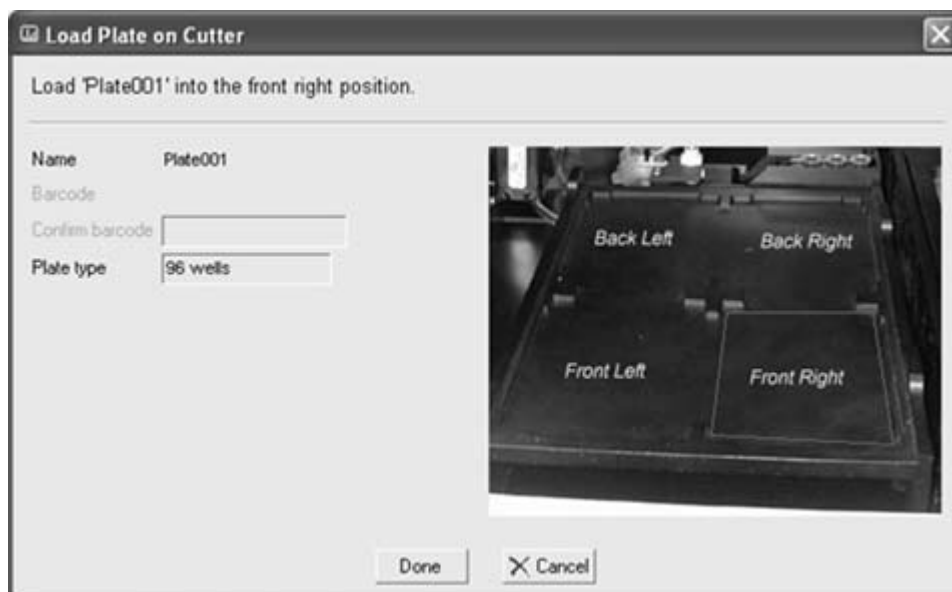 Load Plate on Cutter
Load 'Plate001' into the front right position.
Name Plate001
Barcode
Confirm barcode
Plate type 96 wells
Back Left Back Right
Front Left Front Right
Done Cancel